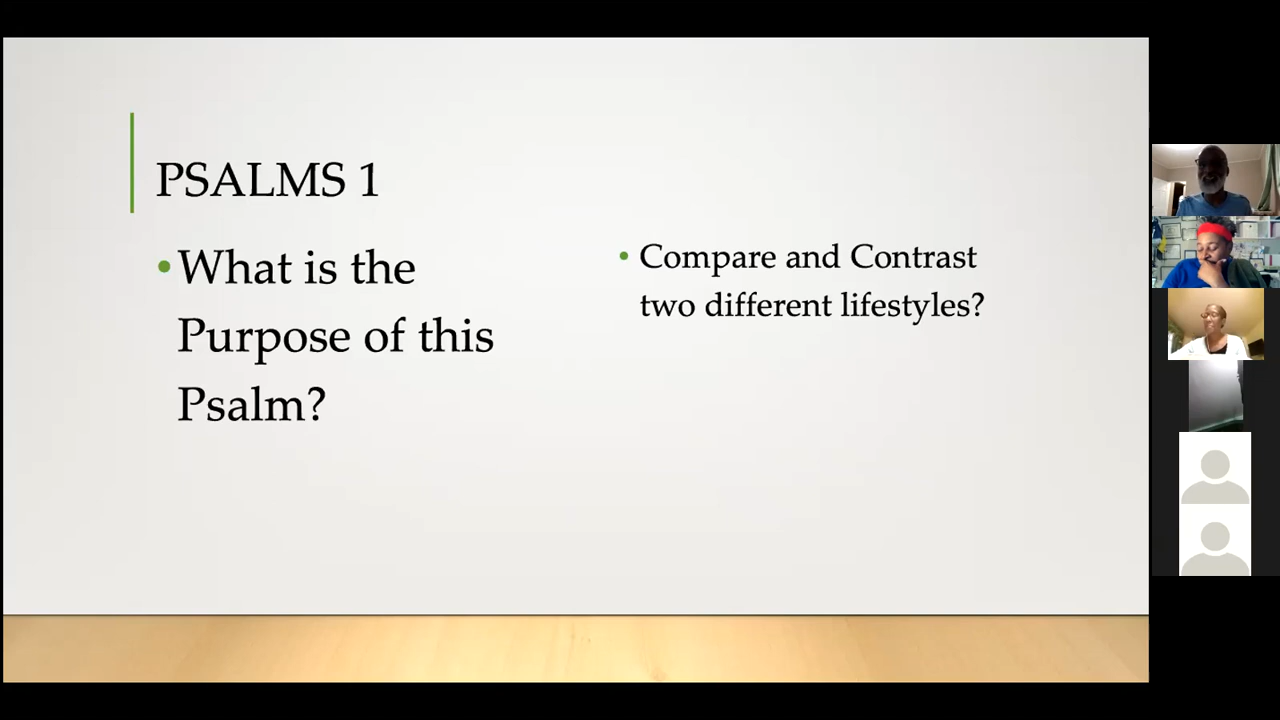 PSALMS 1
•What is the
Purpose of this
Psalm?
• Compare and Contrast
two different lifestyles?